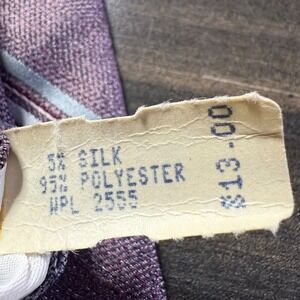 5% SILK
95% POLYESTER
WPL 2555
$13.00